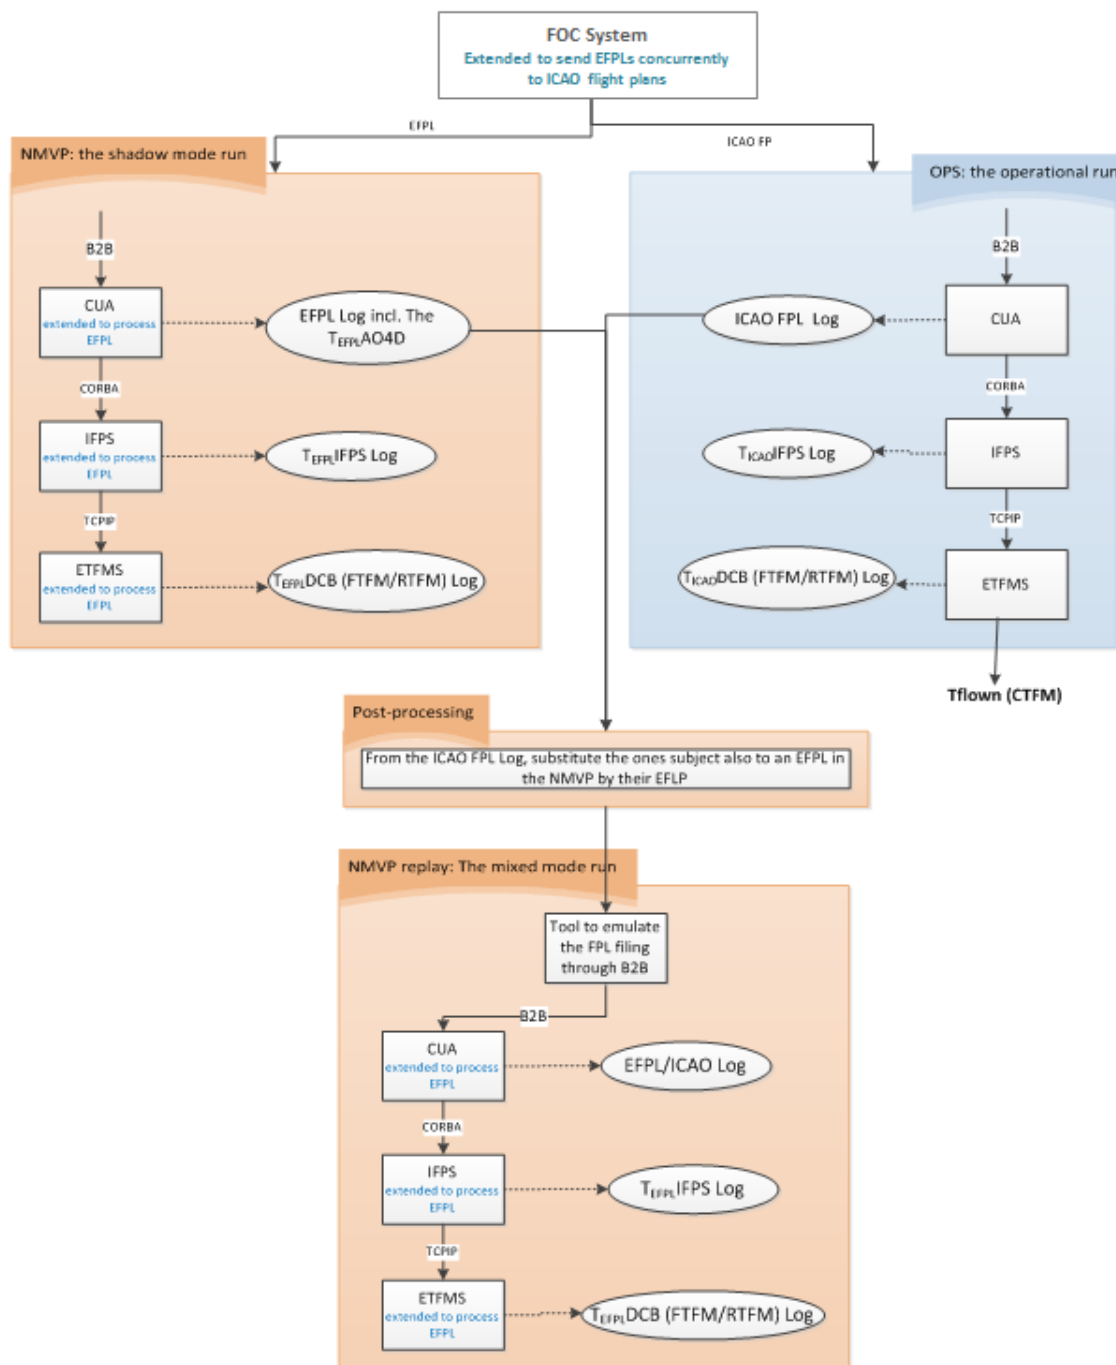 FOC System
Extended to send EFPLs concurrently
to ICAO flight plans
EFPL
ICAO FP
NMVP: the shadow mode run
B2B
CUA
extended to process
EFPL
EFPL Log incl. The
TEFPLAO4D
CORBA
IFPS
extended to process
EFPL
TEFPLIFPS Log
TCPIP
ETFMS
extended to process
EFPL
TEFPLDCB (FTFM/RTFM) Log
OPS: the operational run
B2B
ICAO FPL Log
CUA
CORBA
TICAOIFPS Log
IFPS
TCPIP
TICAODCB (FTFM/RTFM) Log
ETFMS
Tflown (CTFM)
Post-processing
From the ICAO FPL Log, substitute the ones subject also to an EFPL in
the NMVP by their EFLP
NMVP replay: The mixed mode run
Tool to emulate
the FPL filing
through B2B
B2B
CUA
extended to process
EFPL
EFPL/ICAO Log
CORBA
IFPS
extended to process
EFPL
TEFPLIFPS Log
TCPIP
ETFMS
extended to process
EFPL
TEFPLDCB (FTFM/RTFM) Log